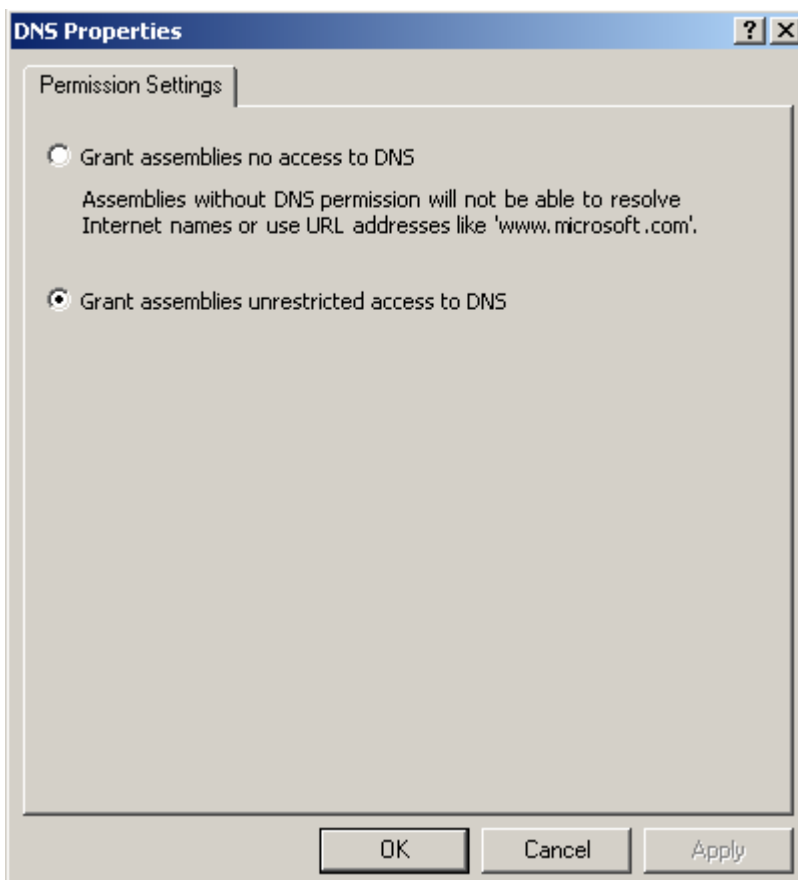 DNS Properties
Permission Settings
Grant assemblies no access to DNS
Assemblies without DNS permission will not be able to resolve
Internet names or use URL addresses like 'www.microsoft.com'.
Grant assemblies unrestricted access to DNS
OK Cancel Apply